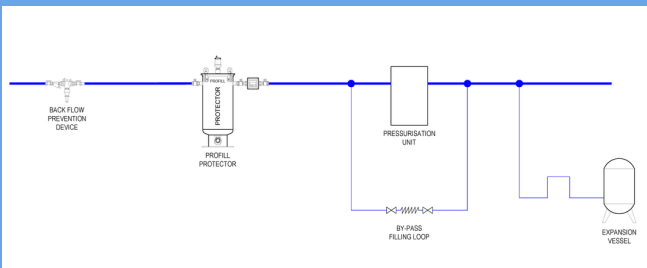 BACK FLOW
PREVENTION
DEVICE
PROFILL
PROTECTOR
PROFILL
PROTECTOR
PRESSURISATION
UNIT
BY-PASS
FILLING LOOP
EXPANSION
VESSEL